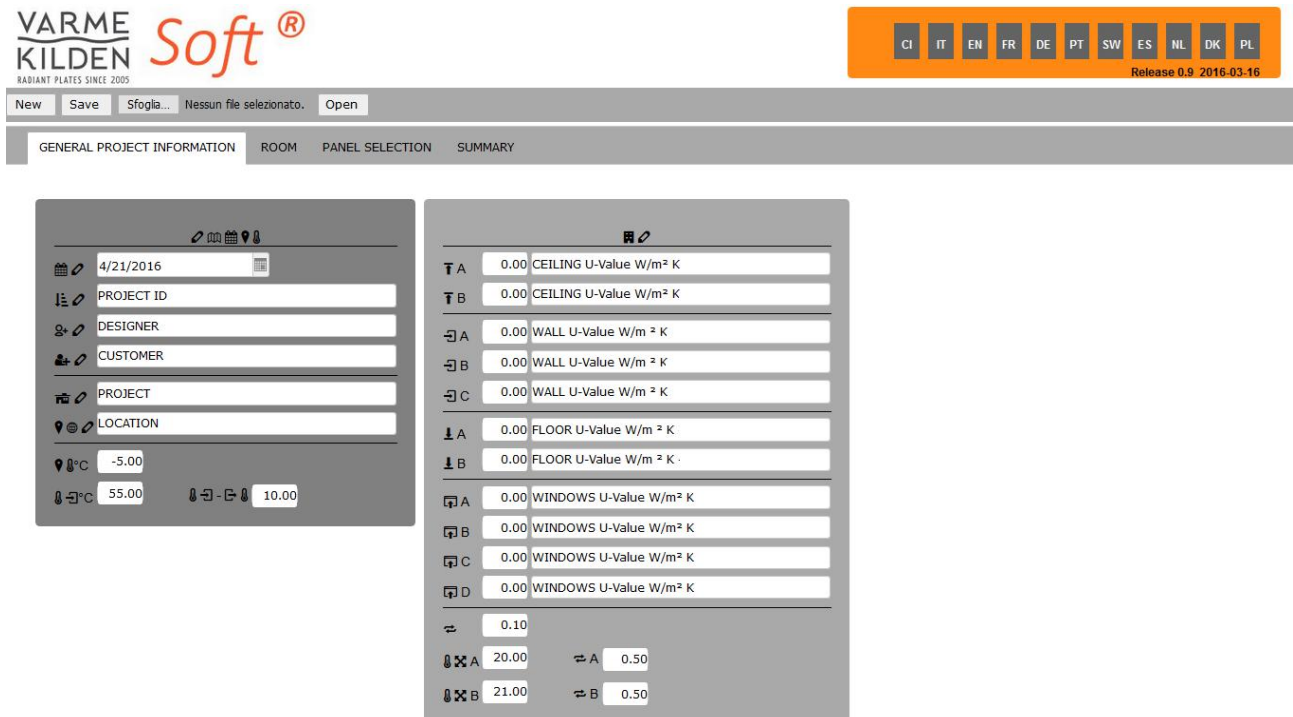 VARME
KILDEN
RADIANT PLATES SINCE 2005
Soft ®
CI IT EN FR DE PT SW ES NL DK PL
Release 0.9 2016-03-16
New Save Sfoglia... Nessun file selezionato. Open
GENERAL PROJECT INFORMATION ROOM PANEL SELECTION SUMMARY
4/21/2016
PROJECT ID
DESIGNER
CUSTOMER
PROJECT
LOCATION
°C -5.00
°C 55.00 - 10.00
A 0.00 CEILING U-Value W/m² K
B 0.00 CEILING U-Value W/m² K
A 0.00 WALL U-Value W/m ² K
B 0.00 WALL U-Value W/m ² K
C 0.00 WALL U-Value W/m ² K
A 0.00 FLOOR U-Value W/m ² K
B 0.00 FLOOR U-Value W/m ² K ·
A 0.00 WINDOWS U-Value W/m² K
B 0.00 WINDOWS U-Value W/m² K
C 0.00 WINDOWS U-Value W/m² K
D 0.00 WINDOWS U-Value W/m² K
0.10
A 20.00 A 0.50
B 21.00 B 0.50